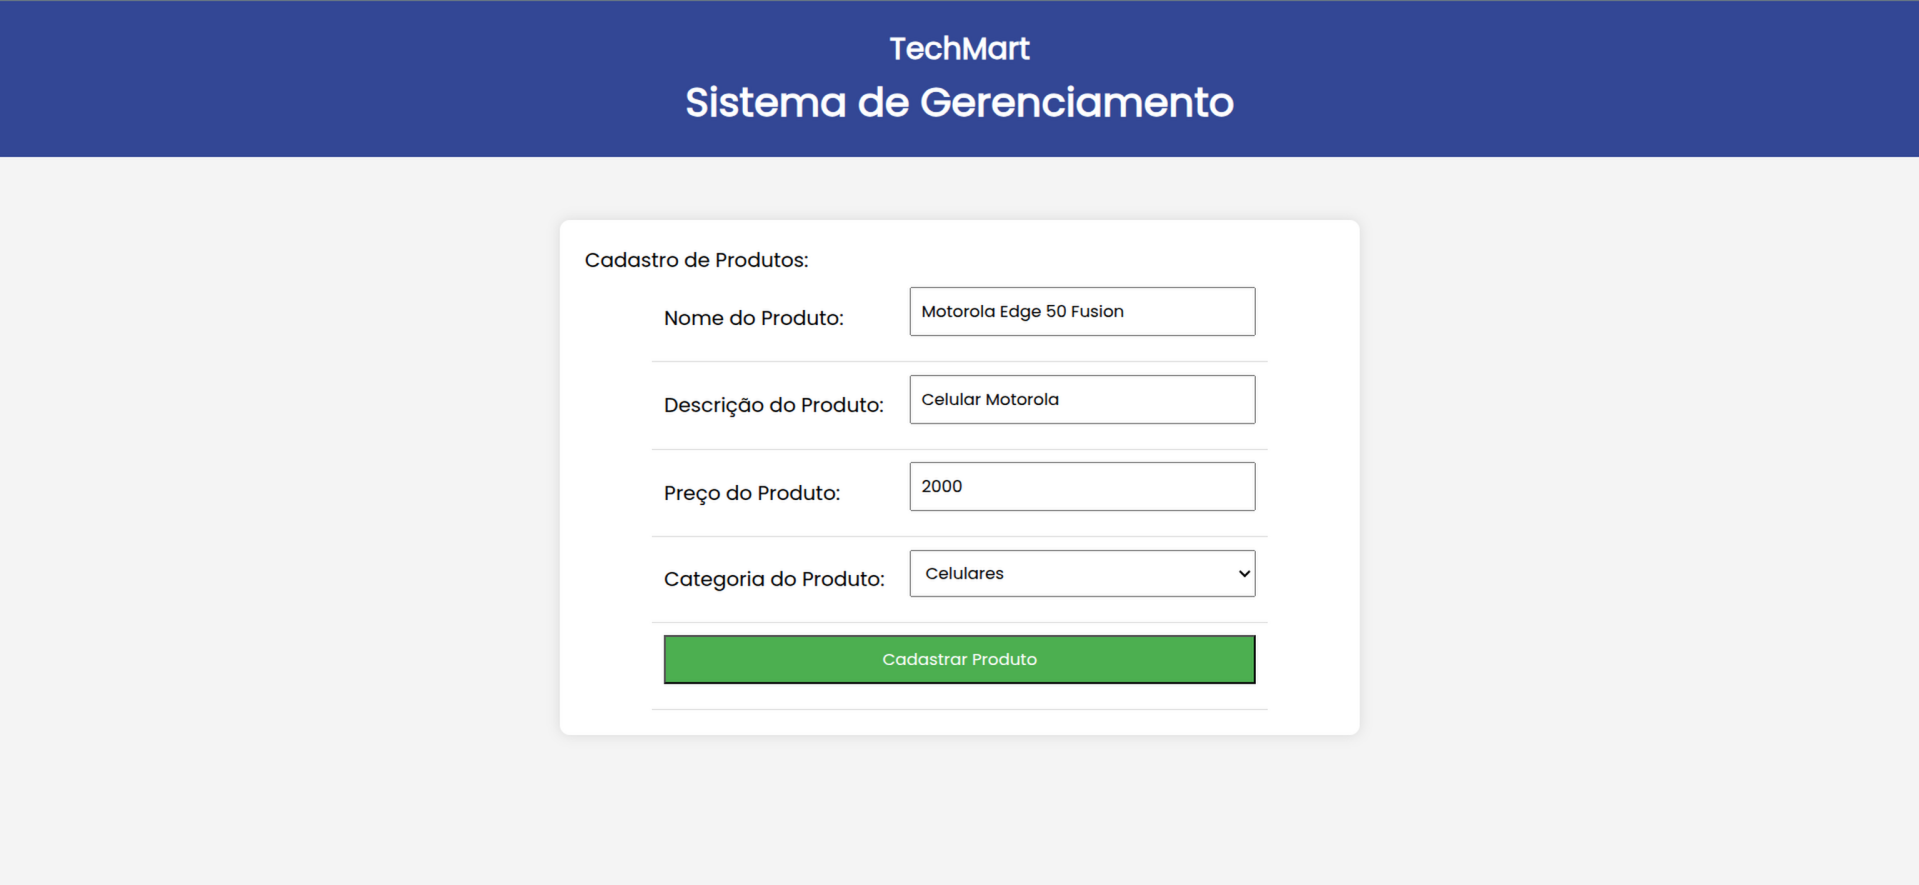 TechMart
Sistema de Gerenciamento
Cadastro de Produtos:
Nome do Produto: Motorola Edge 50 Fusion
Descrição do Produto: Celular Motorola
Preço do Produto: 2000
Categoria do Produto: Celulares
Cadastrar Produto